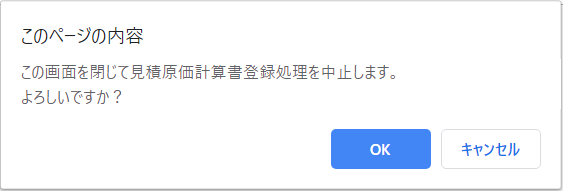 このページの内容
この画面を閉じて見積原価計算書登録処理を中止します。
よろしいですか？
OK
キャンセル